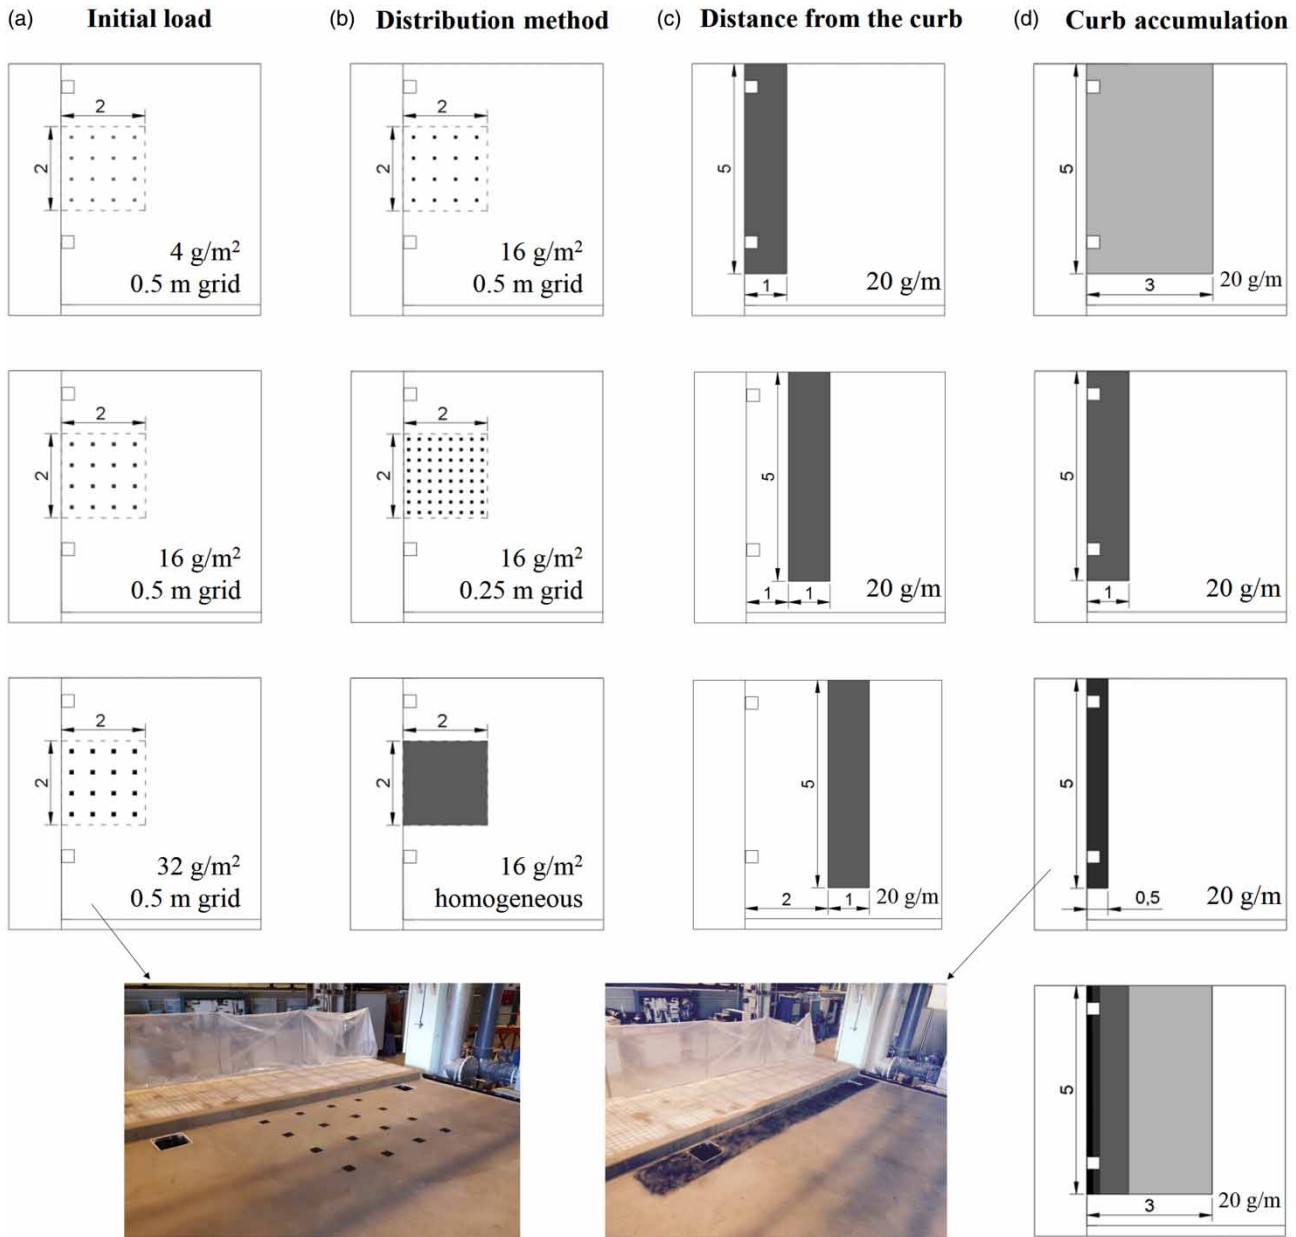 (a) Initial load
(b) Distribution method
(c) Distance from the curb
(d) Curb accumulation
2
2
4 g/m²
0.5 m grid
2
2
16 g/m²
0.5 m grid
5
1
20 g/m
5
3
20 g/m
2
2
16 g/m²
0.5 m grid
2
2
16 g/m²
0.25 m grid
5
1
1
20 g/m
5
1
20 g/m
2
2
32 g/m²
0.5 m grid
2
2
16 g/m²
homogeneous
5
2
1
20 g/m
5
0,5
20 g/m
5
3
20 g/m